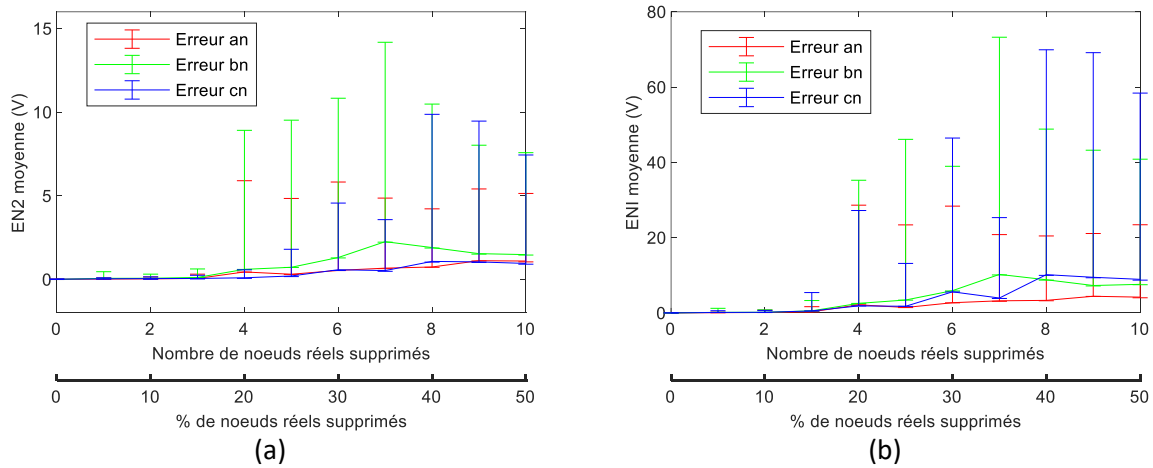 15
10
5
0
EN2 moyenne (V)
Erreur an
Erreur bn
Erreur cn
0 2 4 6 8 10
Nombre de noeuds réels supprimés
0 10 20 30 40 50
% de noeuds réels supprimés
(a)
80
60
40
20
0
ENI moyenne (V)
Erreur an
Erreur bn
Erreur cn
0 2 4 6 8 10
Nombre de noeuds réels supprimés
0 10 20 30 40 50
% de noeuds réels supprimés
(b)